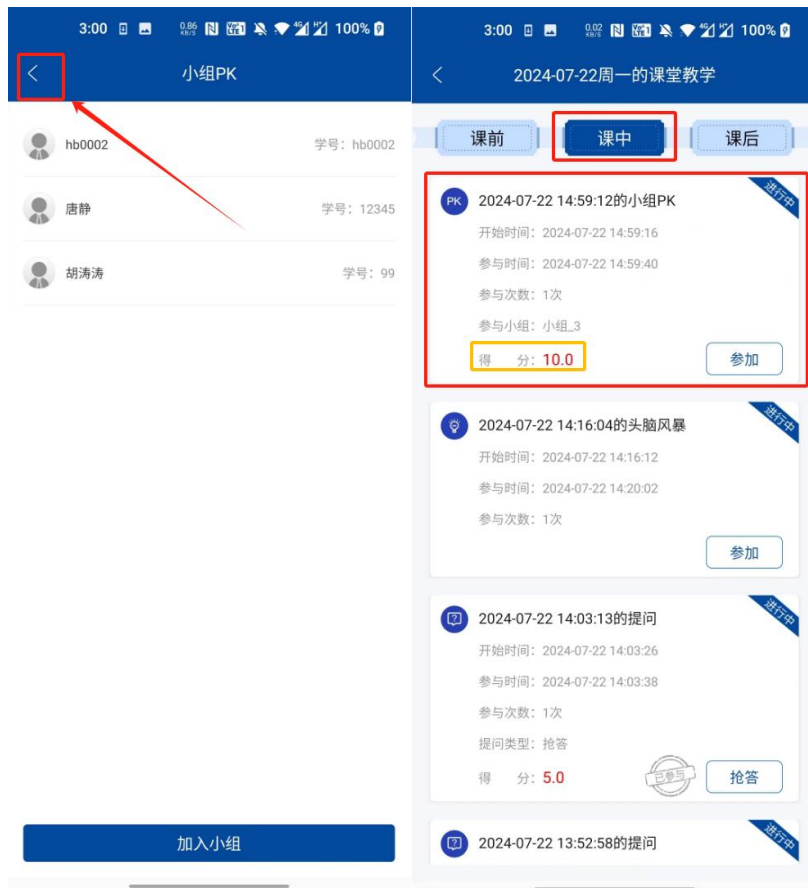 3:00 0.86 KB/S 4G 100%
小组PK
hb0002 学号：hb0002
唐静 学号：12345
胡涛涛 学号：99
加入小组
3:00 0.02 KB/S 4G 100%
2024-07-22周一的课堂教学
课前 课中 课后
PK 2024-07-22 14:59:12的小组PK 进行中
开始时间：2024-07-22 14:59:16
参与时间：2024-07-22 14:59:40
参与次数：1次
参与小组：小组_3
得 分：10.0 参加
2024-07-22 14:16:04的头脑风暴 进行中
开始时间：2024-07-22 14:16:12
参与时间：2024-07-22 14:20:02
参与次数：1次
参加
2024-07-22 14:03:13的提问 进行中
开始时间：2024-07-22 14:03:26
参与时间：2024-07-22 14:03:38
参与次数：1次
提问类型：抢答
得 分：5.0 已参与 抢答
2024-07-22 13:52:58的提问 进行中